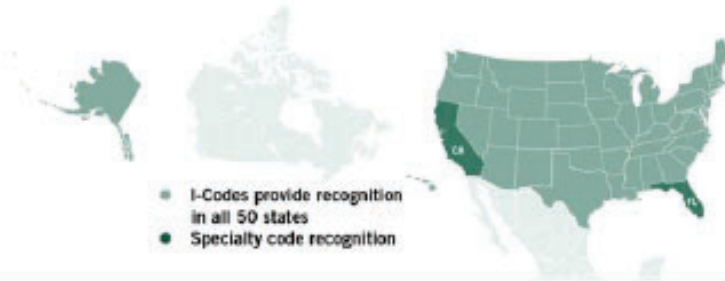 CA
FL
I-Codes provide recognition
in all 50 states
Specialty code recognition